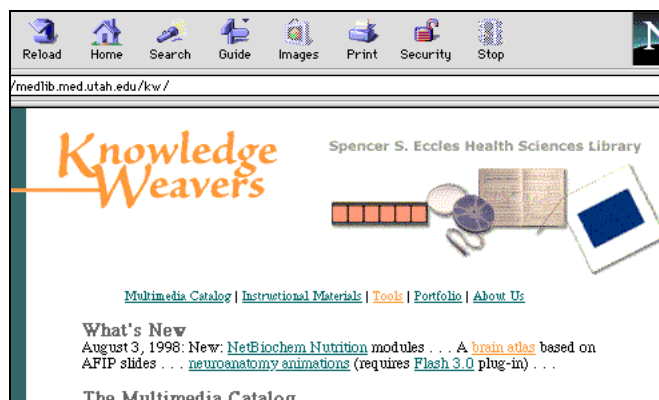 Reload Home Search Guide Images Print Security Stop
N
/medlib.med.utah.edu/kw/
Knowledge
Weavers
Spencer S. Eccles Health Sciences Library
Multimedia Catalog | Instructional Materials | Tools | Portfolio | About Us
What's New
August 3, 1998: New: NetBiochem Nutrition modules . . . A brain atlas based on
AFIP slides . . . neuroanatomy animations (requires Flash 3.0 plug-in) . . .
The Multimedia Catalog